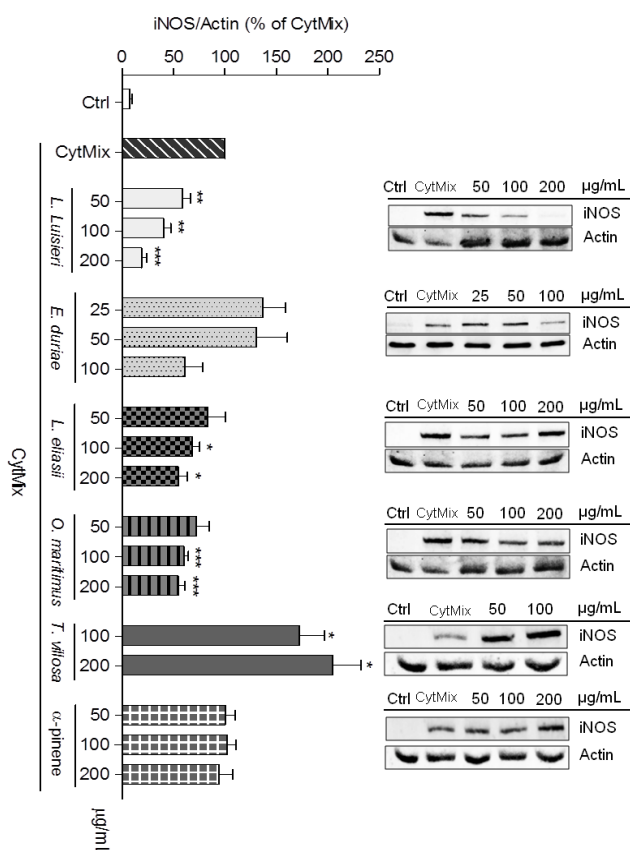 iNOS/Actin (% of CytMix)
0 50 100 150 200 250
Ctrl
CytMix
L. Luisieri
50 **
100 **
200 ***
E. duriae
25
50
100
L. eliasii
50
100 *
200 *
O. maritimus
50
100 ***
200 ***
T. villosa
100 *
200 *
α-pinene
50
100
200
CytMix
µg/ml
Ctrl CytMix 50 100 200 µg/mL
iNOS
Actin
Ctrl CytMix 25 50 100 µg/mL
iNOS
Actin
Ctrl CytMix 50 100 200 µg/mL
iNOS
Actin
Ctrl CytMix 50 100 200 µg/mL
iNOS
Actin
Ctrl CytMix 50 100 µg/mL
iNOS
Actin
Ctrl CytMix 50 100 200 µg/mL
iNOS
Actin